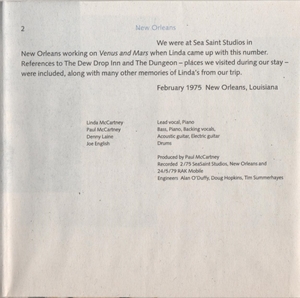 2
New Orleans
We were at Sea Saint Studios in
New Orleans working on Venus and Mars when Linda came up with this number.
References to The Dew Drop Inn and The Dungeon – places we visited during our stay –
were included, along with many other memories of Linda's from our trip.
February 1975 New Orleans, Louisiana
Linda McCartney Lead vocal, Piano
Paul McCartney Bass, Piano, Backing vocals,
Denny Laine Acoustic guitar, Electric guitar
Joe English Drums
Produced by Paul McCartney
Recorded 2/75 SeaSaint Studios, New Orleans and
24/5/79 RAK Mobile
Engineers Alan O'Duffy, Doug Hopkins, Tim Summerhayes